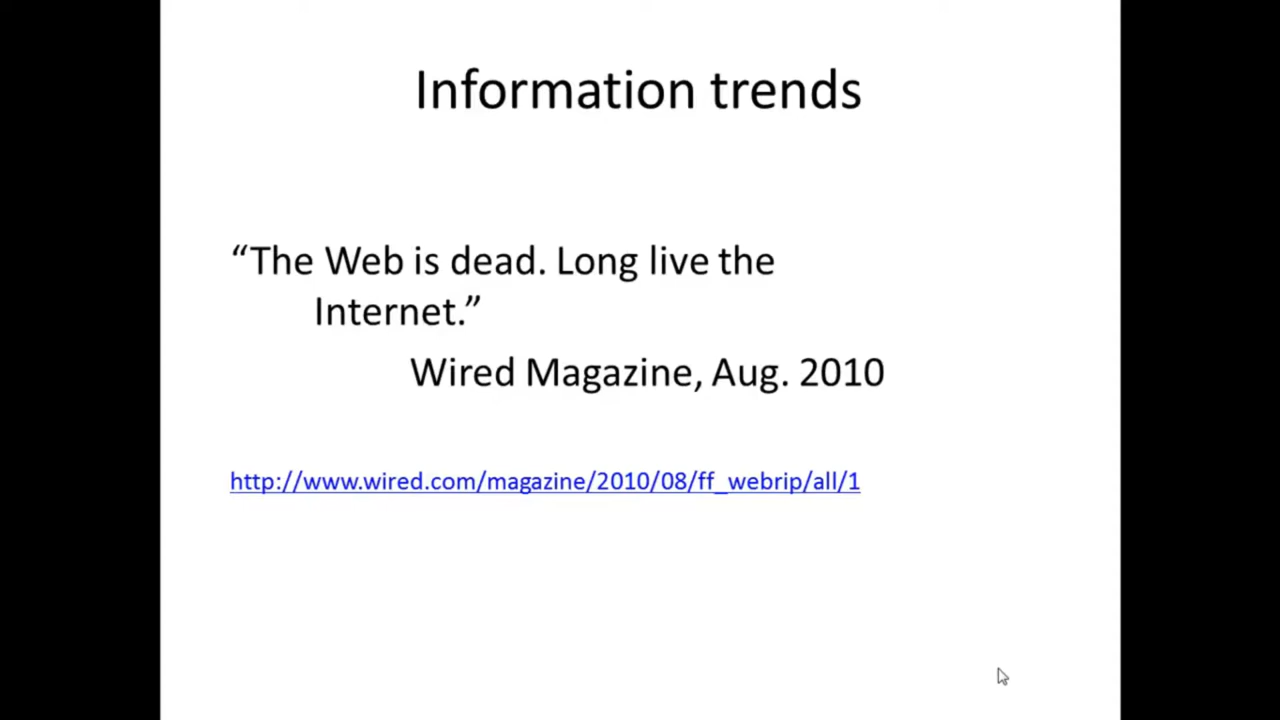 Information trends
“The Web is dead. Long live the
Internet.”
Wired Magazine, Aug. 2010
http://www.wired.com/magazine/2010/08/ff_webrip/all/1